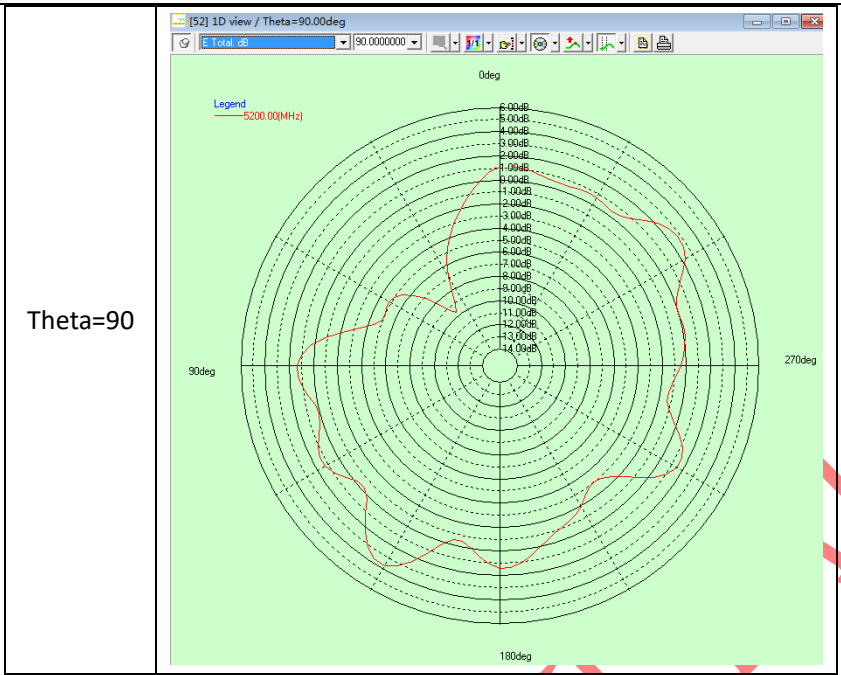 [52] 1D view / Theta=90.00deg
E Total. dB 90.0000000
1/1
0deg
Legend
5200.00(MHz)
6.00dB
5.00dB
4.00dB
3.00dB
2.00dB
1.00dB
0.00dB
-1.00dB
-2.00dB
-3.00dB
-4.00dB
-5.00dB
-6.00dB
-7.00dB
-8.00dB
-9.00dB
-10.00dB
-11.00dB
-12.00dB
-13.00dB
-14.00dB
Theta=90
90deg
270deg
180deg